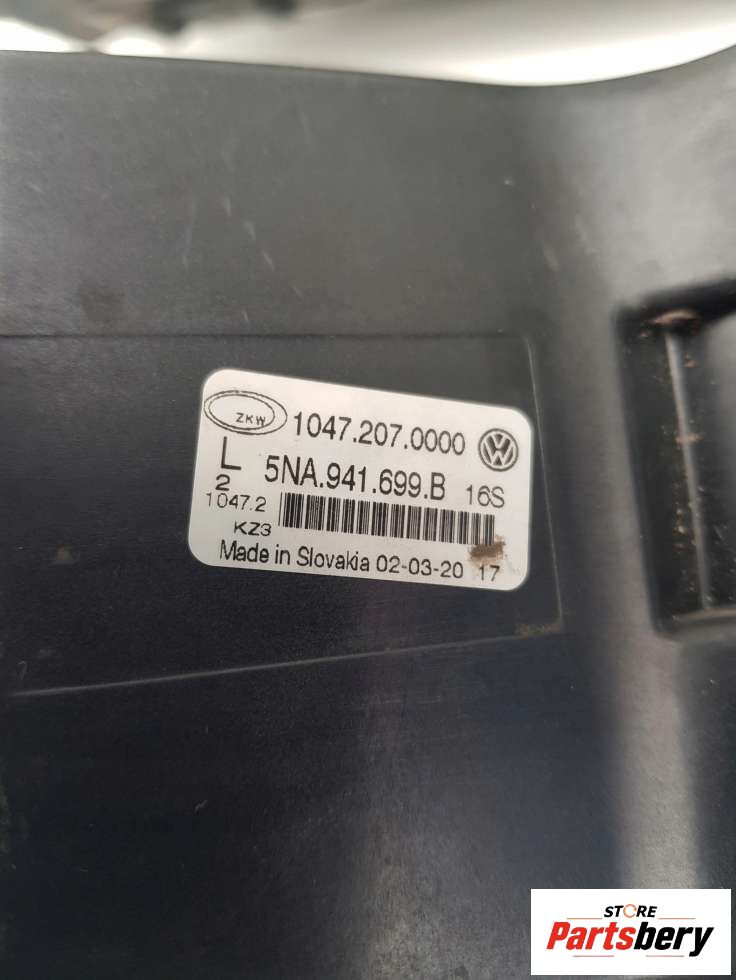 ZKW 1047.207.0000 VW
L 5NA.941.699.B 16S
2
1047.2
KZ3
Made in Slovakia 02-03-20 17
STORE
Partsbery